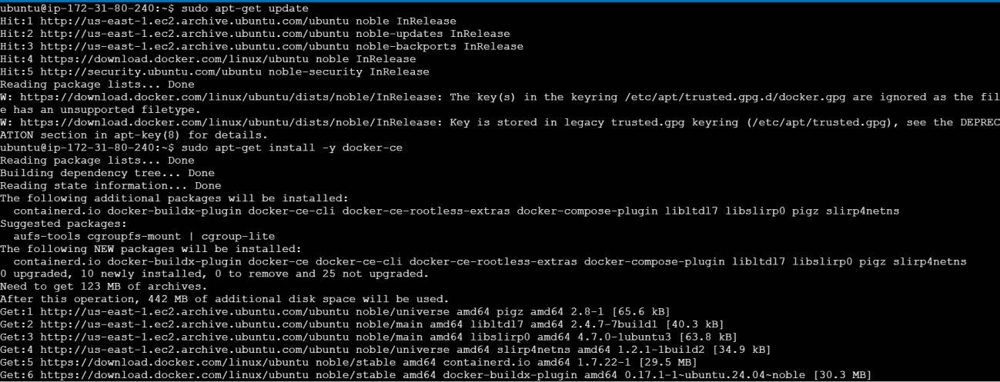 ubuntu@ip-172-31-80-240:~$ sudo apt-get update
Hit:1 http://us-east-1.ec2.archive.ubuntu.com/ubuntu noble InRelease
Hit:2 http://us-east-1.ec2.archive.ubuntu.com/ubuntu noble-updates InRelease
Hit:3 http://us-east-1.ec2.archive.ubuntu.com/ubuntu noble-backports InRelease
Hit:4 https://download.docker.com/linux/ubuntu noble InRelease
Hit:5 http://security.ubuntu.com/ubuntu noble-security InRelease
Reading package lists... Done
W: https://download.docker.com/linux/ubuntu/dists/noble/InRelease: The key(s) in the keyring /etc/apt/trusted.gpg.d/docker.gpg are ignored as the fil
e has an unsupported filetype.
W: https://download.docker.com/linux/ubuntu/dists/noble/InRelease: Key is stored in legacy trusted.gpg keyring (/etc/apt/trusted.gpg), see the DEPREC
ATION section in apt-key(8) for details.
ubuntu@ip-172-31-80-240:~$ sudo apt-get install -y docker-ce
Reading package lists... Done
Building dependency tree... Done
Reading state information... Done
The following additional packages will be installed:
  containerd.io docker-buildx-plugin docker-ce-cli docker-ce-rootless-extras docker-compose-plugin libltdl7 libslirp0 pigz slirp4netns
Suggested packages:
  aufs-tools cgroupfs-mount | cgroup-lite
The following NEW packages will be installed:
  containerd.io docker-buildx-plugin docker-ce docker-ce-cli docker-ce-rootless-extras docker-compose-plugin libltdl7 libslirp0 pigz slirp4netns
0 upgraded, 10 newly installed, 0 to remove and 25 not upgraded.
Need to get 123 MB of archives.
After this operation, 442 MB of additional disk space will be used.
Get:1 http://us-east-1.ec2.archive.ubuntu.com/ubuntu noble/universe amd64 pigz amd64 2.8-1 [65.6 kB]
Get:2 http://us-east-1.ec2.archive.ubuntu.com/ubuntu noble/main amd64 libltdl7 amd64 2.4.7-7build1 [40.3 kB]
Get:3 http://us-east-1.ec2.archive.ubuntu.com/ubuntu noble/main amd64 libslirp0 amd64 4.7.0-1ubuntu3 [63.8 kB]
Get:4 http://us-east-1.ec2.archive.ubuntu.com/ubuntu noble/universe amd64 slirp4netns amd64 1.2.1-1build2 [34.9 kB]
Get:5 https://download.docker.com/linux/ubuntu noble/stable amd64 containerd.io amd64 1.7.22-1 [29.5 MB]
Get:6 https://download.docker.com/linux/ubuntu noble/stable amd64 docker-buildx-plugin amd64 0.17.1-1~ubuntu.24.04~noble [30.3 MB]